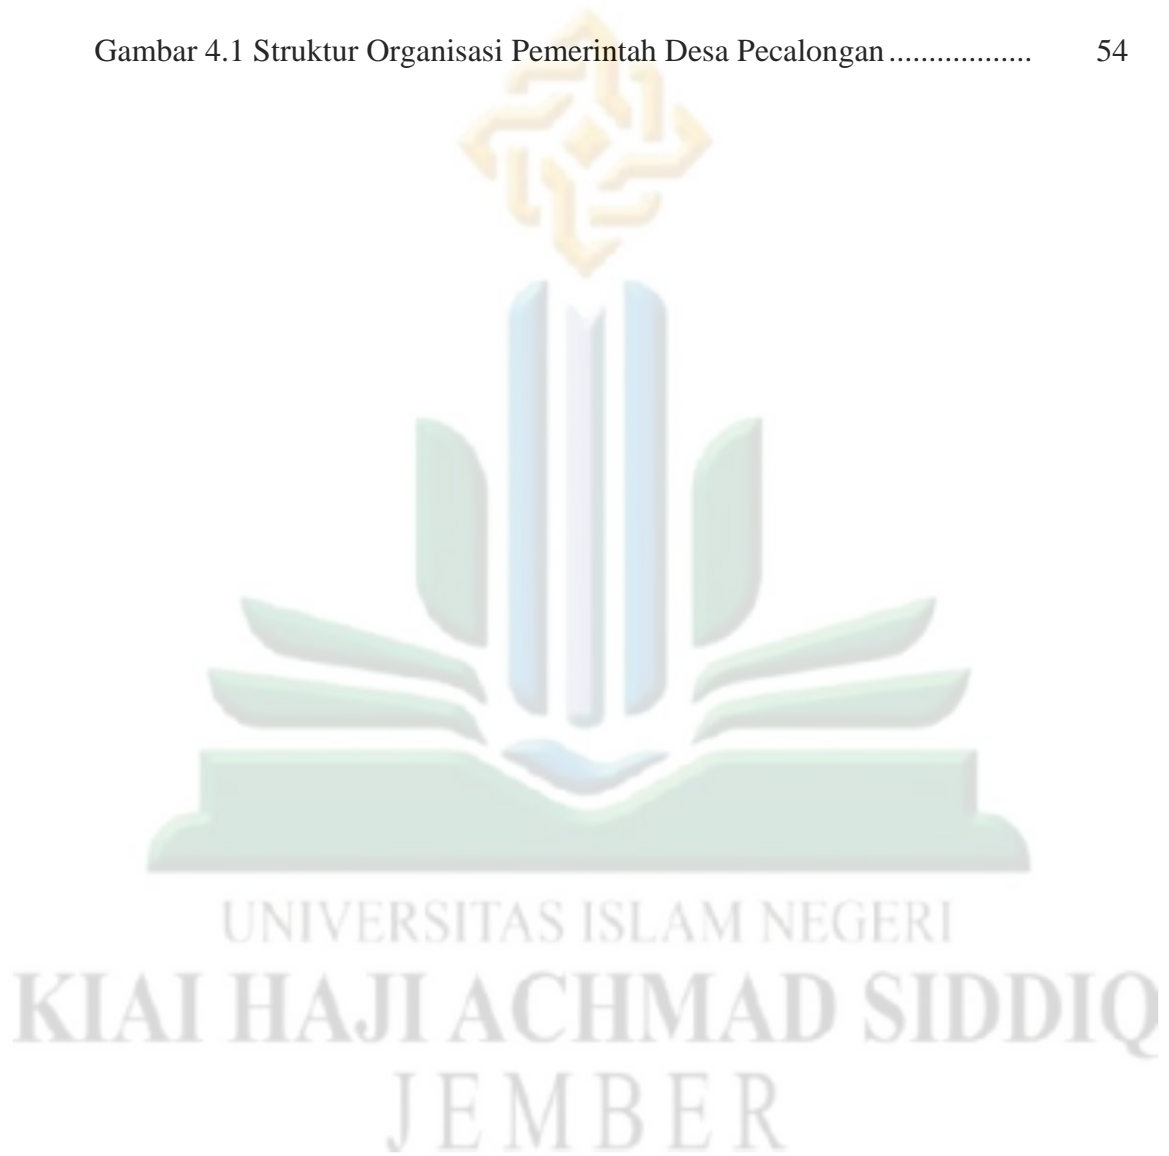 Gambar 4.1 Struktur Organisasi Pemerintah Desa Pecalongan .................. 54
UNIVERSITAS ISLAM NEGERI
KIAI HAJI ACHMAD SIDDIQ
JEMBER